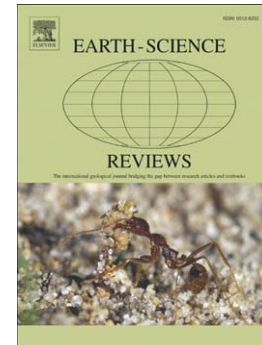 ISSN 0012-8252
ELSEVIER
EARTH-SCIENCE
REVIEWS
The international geological journal bridging the gap between research articles and textbooks